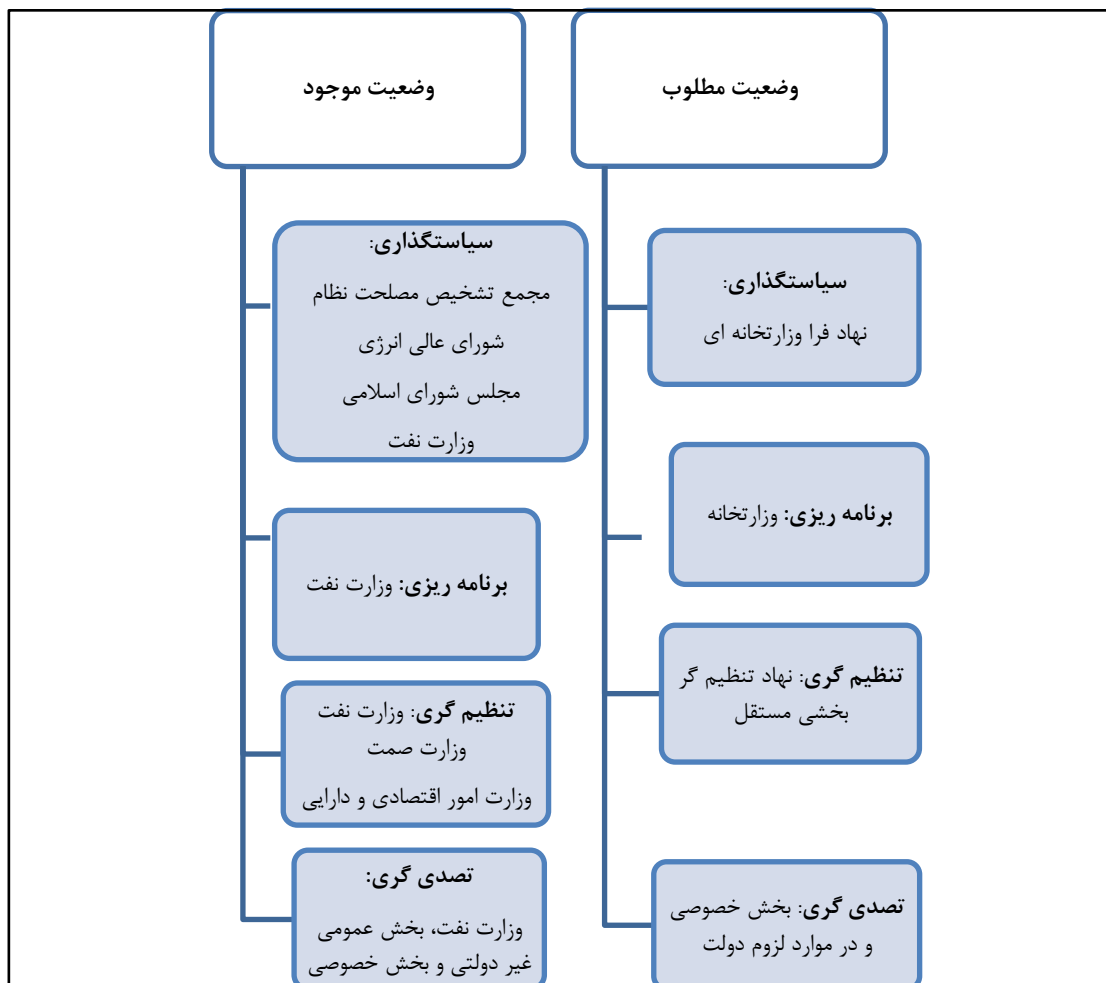 وضعیت مطلوب
سیاستگذاری:
نهاد فرا وزارتخانه ای
برنامه ریزی: وزارتخانه
تنظیم گری: نهاد تنظیم گر
بخشی مستقل
تصدی گری: بخش خصوصی
و در موارد لزوم دولت
وضعیت موجود
سیاستگذاری:
مجمع تشخیص مصلحت نظام
شورای عالی انرژی
مجلس شورای اسلامی
وزارت نفت
برنامه ریزی: وزارت نفت
تنظیم گری: وزارت نفت
وزارت صمت
وزارت امور اقتصادی و دارایی
تصدی گری:
وزارت نفت، بخش عمومی
غیر دولتی و بخش خصوصی